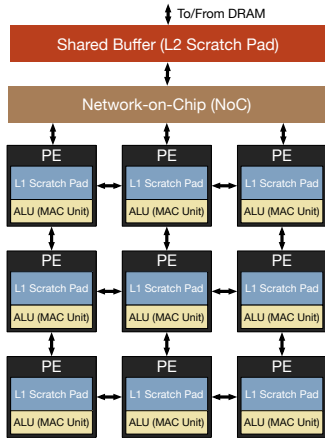 To/From DRAM
Shared Buffer (L2 Scratch Pad)
Network-on-Chip (NoC)
PE PE PE
L1 Scratch Pad L1 Scratch Pad L1 Scratch Pad
ALU (MAC Unit) ALU (MAC Unit) ALU (MAC Unit)
PE PE PE
L1 Scratch Pad L1 Scratch Pad L1 Scratch Pad
ALU (MAC Unit) ALU (MAC Unit) ALU (MAC Unit)
PE PE PE
L1 Scratch Pad L1 Scratch Pad L1 Scratch Pad
ALU (MAC Unit) ALU (MAC Unit) ALU (MAC Unit)